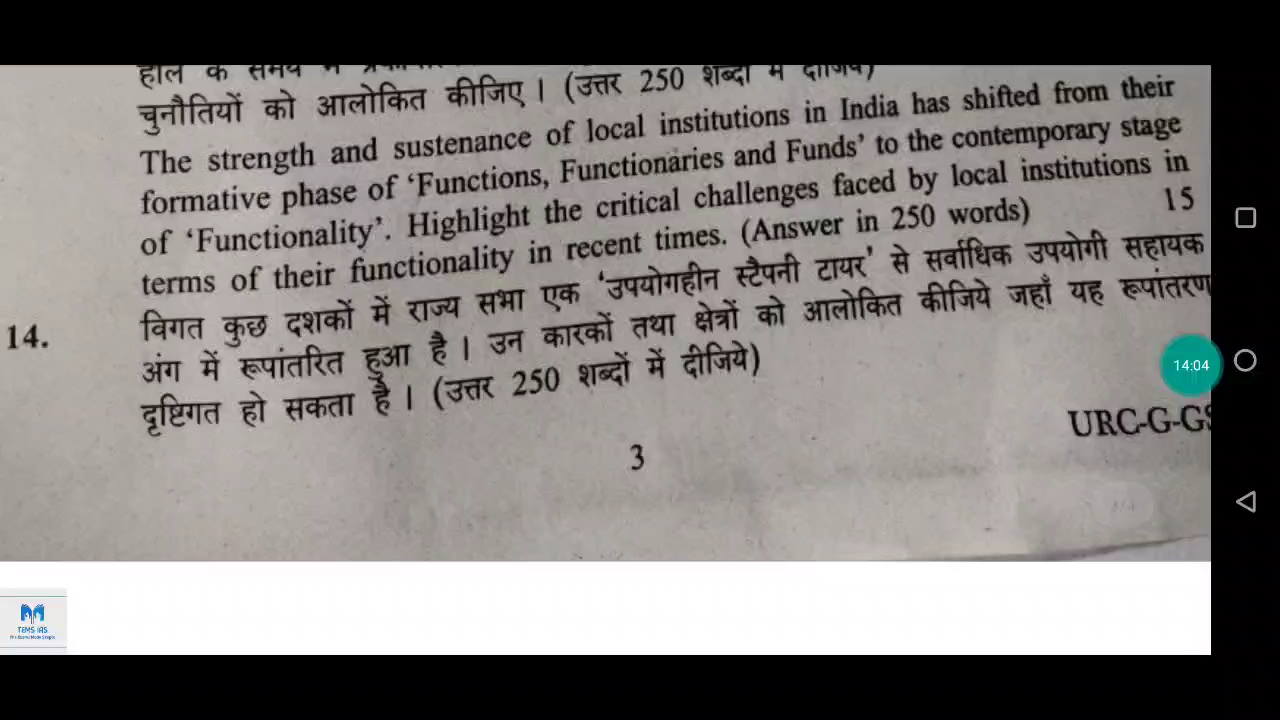 हाल के समय में
चुनौतियों को आलोकित कीजिए । (उत्तर 250 शब्दों में दीजिये)
The strength and sustenance of local institutions in India has shifted from their
formative phase of ‘Functions, Functionaries and Funds’ to the contemporary stage
of ‘Functionality’. Highlight the critical challenges faced by local institutions in
terms of their functionality in recent times. (Answer in 250 words) 15
14. विगत कुछ दशकों में राज्य सभा एक ‘उपयोगहीन स्टैपनी टायर’ से सर्वाधिक उपयोगी सहायक
अंग में रूपांतरित हुआ है । उन कारकों तथा क्षेत्रों को आलोकित कीजिये जहाँ यह रूपांतरण
दृष्टिगत हो सकता है । (उत्तर 250 शब्दों में दीजिये)
3
URC-G-GS
14:04
TEMS IAS